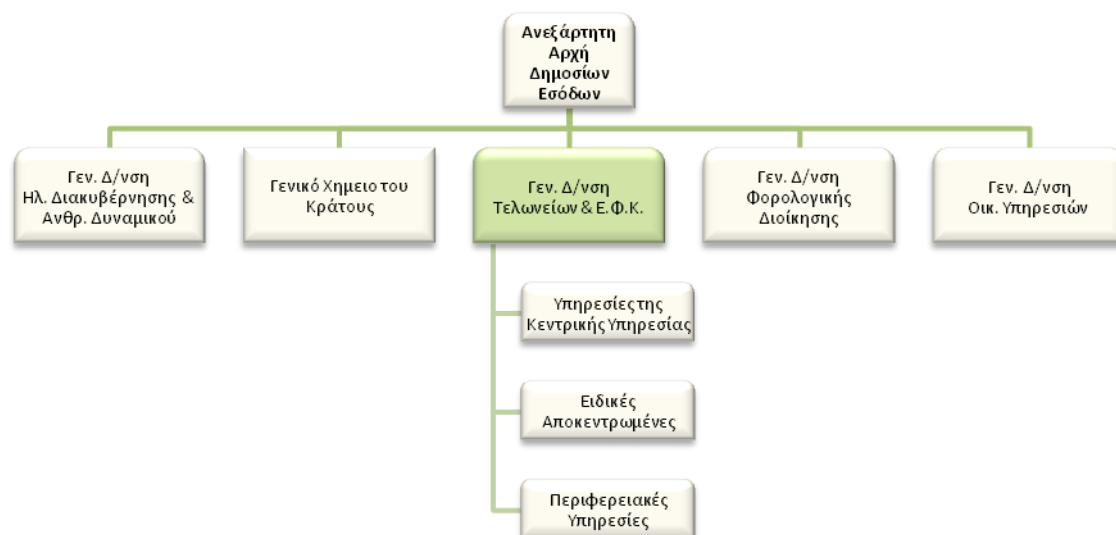 Ανεξάρτητη
Αρχή
Δημοσίων
Εσόδων
Γεν. Δ/νση
Ηλ. Διακυβέρνησης &
Ανθρ. Δυναμικού
Γενικό Χημειο του
Κράτους
Γεν. Δ/νση
Τελωνείων & Ε.Φ.Κ.
Γεν. Δ/νση
Φορολογικής
Διοίκησης
Γεν. Δ/νση
Οικ. Υπηρεσιών
Υπηρεσίες της
Κεντρικής Υπηρεσίας
Ειδικές
Αποκεντρωμένες
Περιφερειακές
Υπηρεσίες